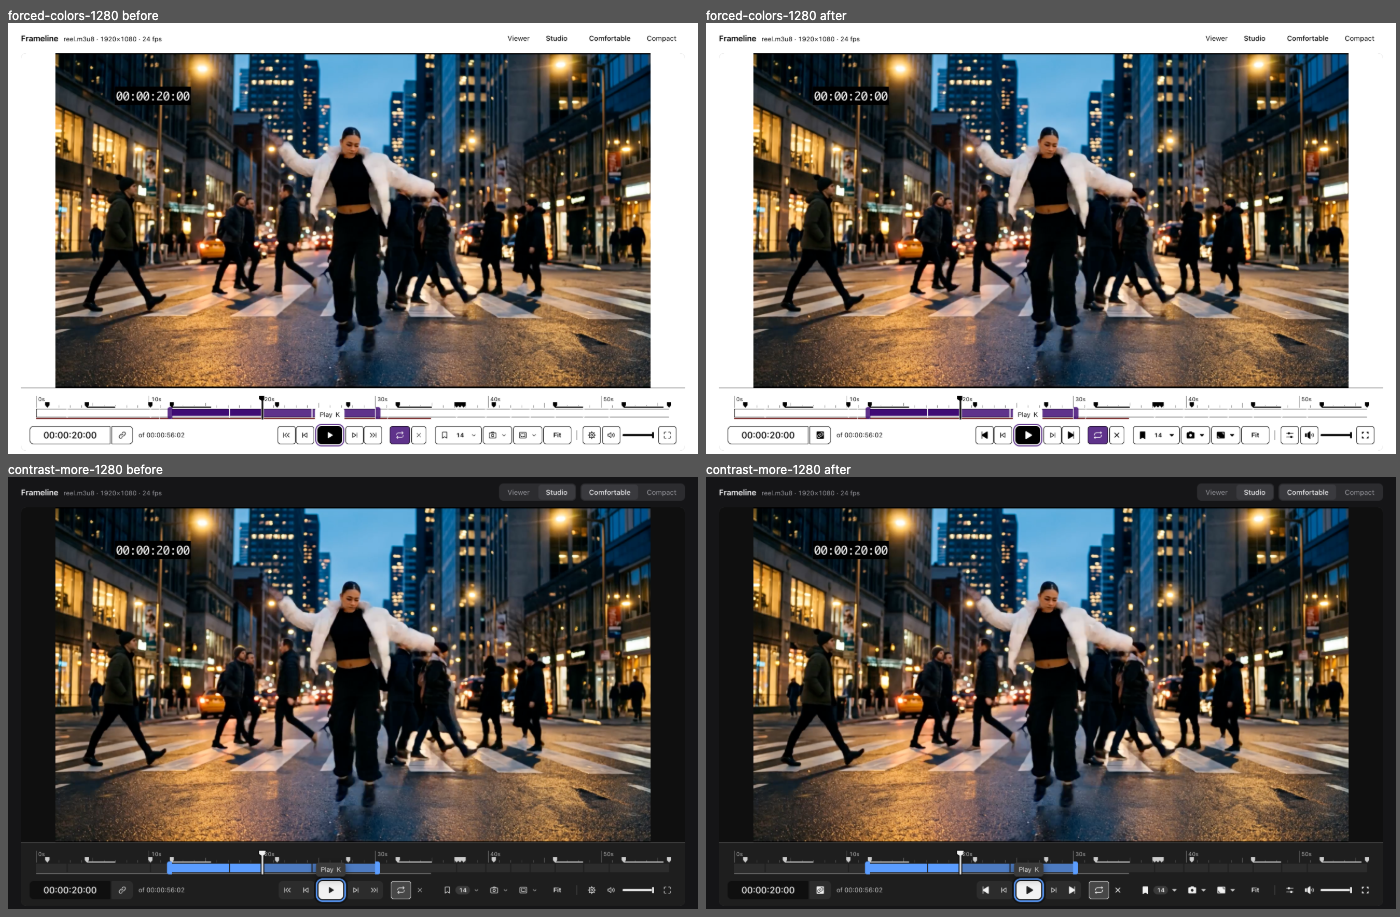 forced-colors-1280 before
Frameline reel.m3u8 · 1920×1080 · 24 fps Viewer Studio Comfortable Compact
00:00:20:00
0s 10s 20s 30s 40s 50s
Play K
00:00:20:00 of 00:00:56:02 14 Fit
forced-colors-1280 after
Frameline reel.m3u8 · 1920×1080 · 24 fps Viewer Studio Comfortable Compact
00:00:20:00
0s 10s 20s 30s 40s 50s
Play K
00:00:20:00 of 00:00:56:02 14 Fit
contrast-more-1280 before
Frameline reel.m3u8 · 1920×1080 · 24 fps Viewer Studio Comfortable Compact
00:00:20:00
0s 10s 20s 30s 40s 50s
Play K
00:00:20:00 of 00:00:56:02 14 Fit
contrast-more-1280 after
Frameline reel.m3u8 · 1920×1080 · 24 fps Viewer Studio Comfortable Compact
00:00:20:00
0s 10s 20s 30s 40s 50s
Play K
00:00:20:00 of 00:00:56:02 14 Fit